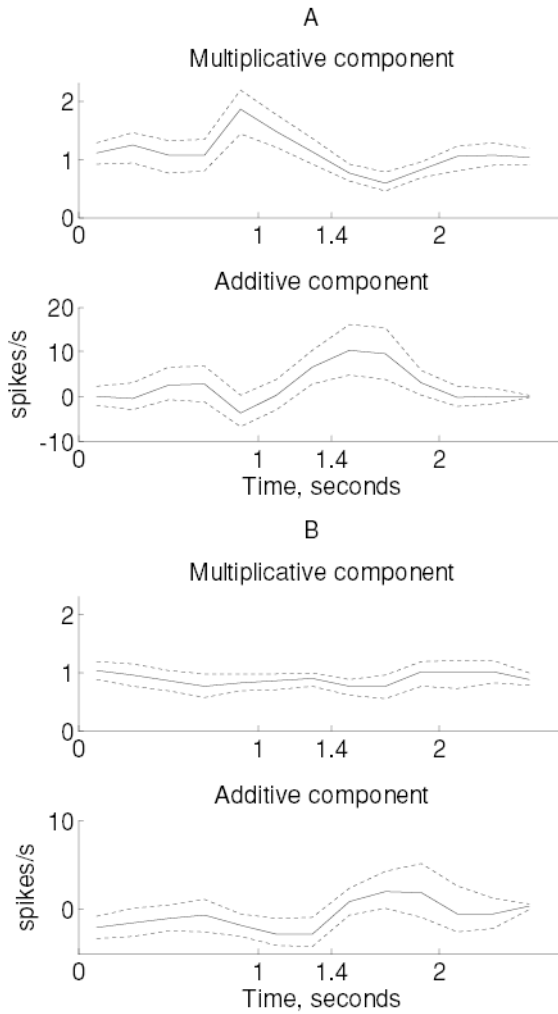 A
Multiplicative component
2
1
0
0 1 1.4 2
Additive component
20
10
0
-10
spikes/s
0 1 1.4 2
Time, seconds
B
Multiplicative component
2
1
0
0 1 1.4 2
Additive component
10
0
spikes/s
0 1 1.4 2
Time, seconds